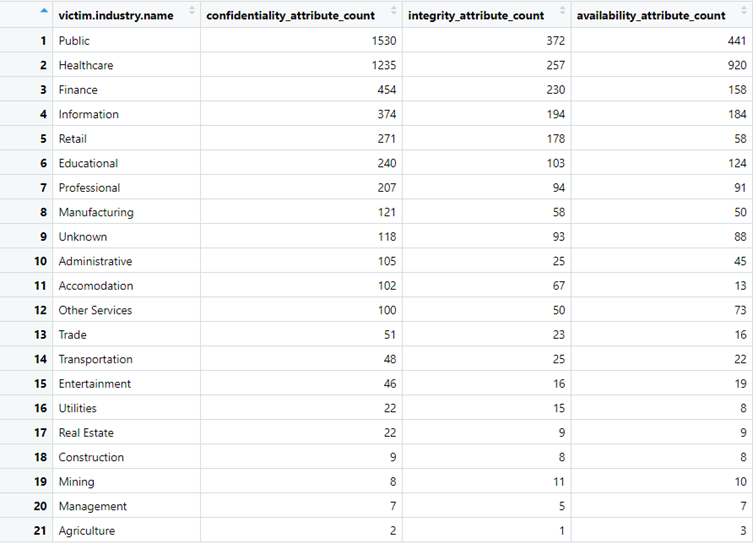 victim.industry.name confidentiality_attribute_count integrity_attribute_count availability_attribute_count
1 Public 1530 372 441
2 Healthcare 1235 257 920
3 Finance 454 230 158
4 Information 374 194 184
5 Retail 271 178 58
6 Educational 240 103 124
7 Professional 207 94 91
8 Manufacturing 121 58 50
9 Unknown 118 93 88
10 Administrative 105 25 45
11 Accomodation 102 67 13
12 Other Services 100 50 73
13 Trade 51 23 16
14 Transportation 48 25 22
15 Entertainment 46 16 19
16 Utilities 22 15 8
17 Real Estate 22 9 9
18 Construction 9 8 8
19 Mining 8 11 10
20 Management 7 5 7
21 Agriculture 2 1 3